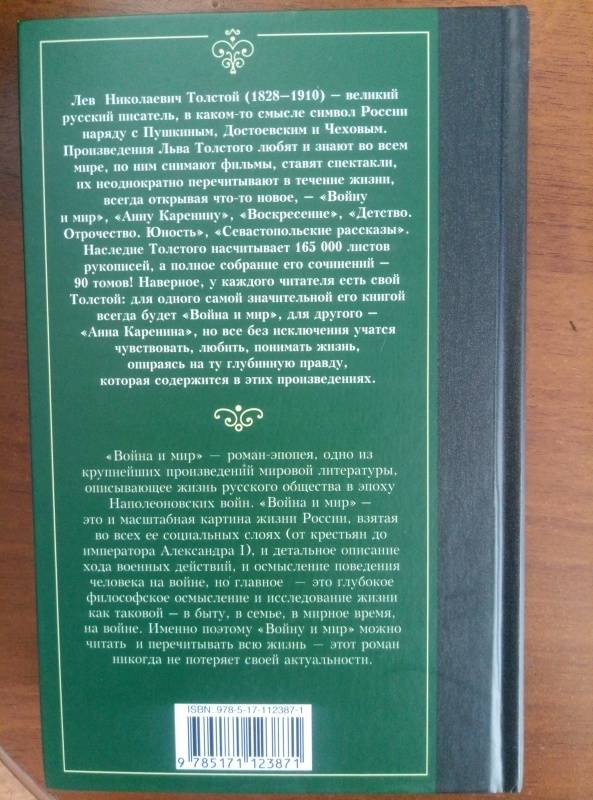 Лев Николаевич Толстой (1828—1910) — великий
русский писатель, в каком-то смысле символ России
наряду с Пушкиным, Достоевским и Чеховым.
Произведения Льва Толстого любят и знают во всем
мире, по ним снимают фильмы, ставят спектакли,
их неоднократно перечитывают в течение жизни,
всегда открывая что-то новое, — «Войну
и мир», «Анну Каренину», «Воскресение», «Детство.
Отрочество. Юность», «Севастопольские рассказы».
Наследие Толстого насчитывает 165 000 листов
рукописей, а полное собрание его сочинений —
90 томов! Наверное, у каждого читателя есть свой
Толстой: для одного самой значительной его книгой
всегда будет «Война и мир», для другого —
«Анна Каренина», но все без исключения учатся
чувствовать, любить, понимать жизнь,
опираясь на ту глубинную правду,
которая содержится в этих произведениях.
«Война и мир» — роман-эпопея, одно из
крупнейших произведений мировой литературы,
описывающее жизнь русского общества в эпоху
Наполеоновских войн. «Война и мир» —
это и масштабная картина жизни России, взятая
во всех ее социальных слоях (от крестьян до
императора Александра I), и детальное описание
хода военных действий, и осмысление поведения
человека на войне, но главное — это глубокое
философское осмысление и исследование жизни
как таковой — в быту, в семье, в мирное время,
на войне. Именно поэтому «Войну и мир» можно
читать и перечитывать всю жизнь — этот роман
никогда не потеряет своей актуальности.
ISBN: 978-5-17-112387-1
9 785171 123871